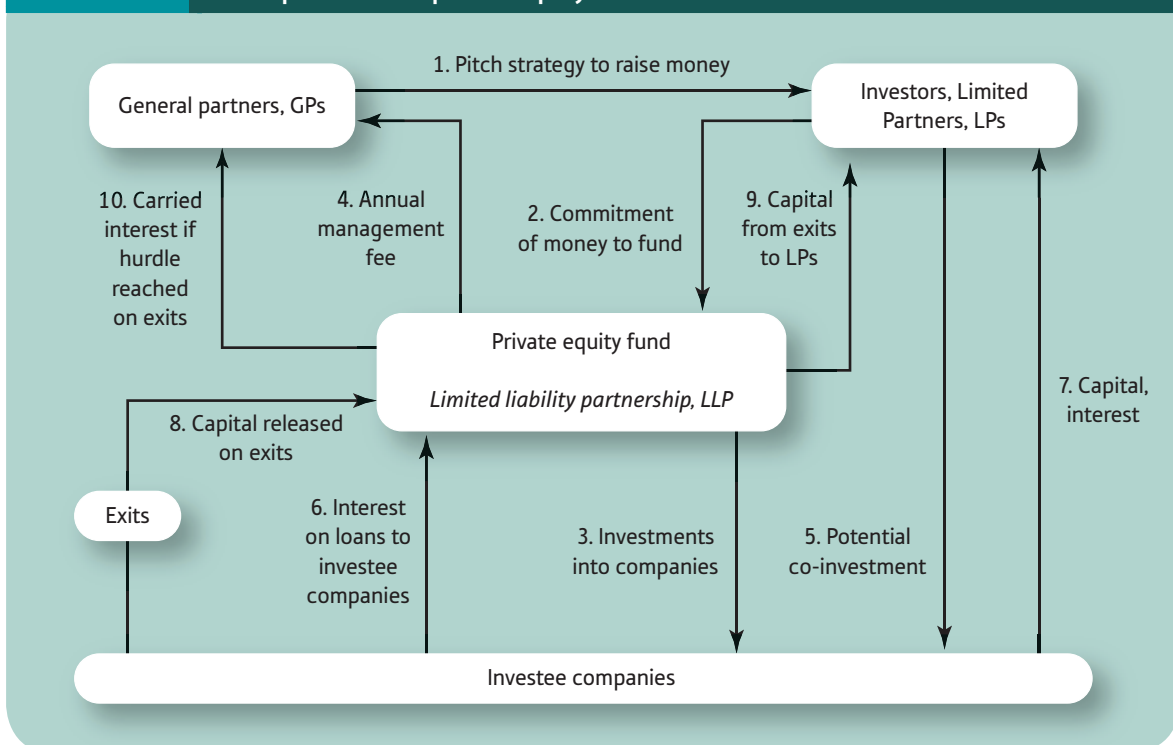 1. Pitch strategy to raise money
General partners, GPs
Investors, Limited
Partners, LPs
10. Carried
interest if
hurdle
reached
on exits
4. Annual
management
fee
2. Commitment
of money to fund
9. Capital
from exits
to LPs
Private equity fund
Limited liability partnership, LLP
7. Capital,
interest
8. Capital released
on exits
Exits
6. Interest
on loans to
investee
companies
3. Investments
into companies
5. Potential
co-investment
Investee companies